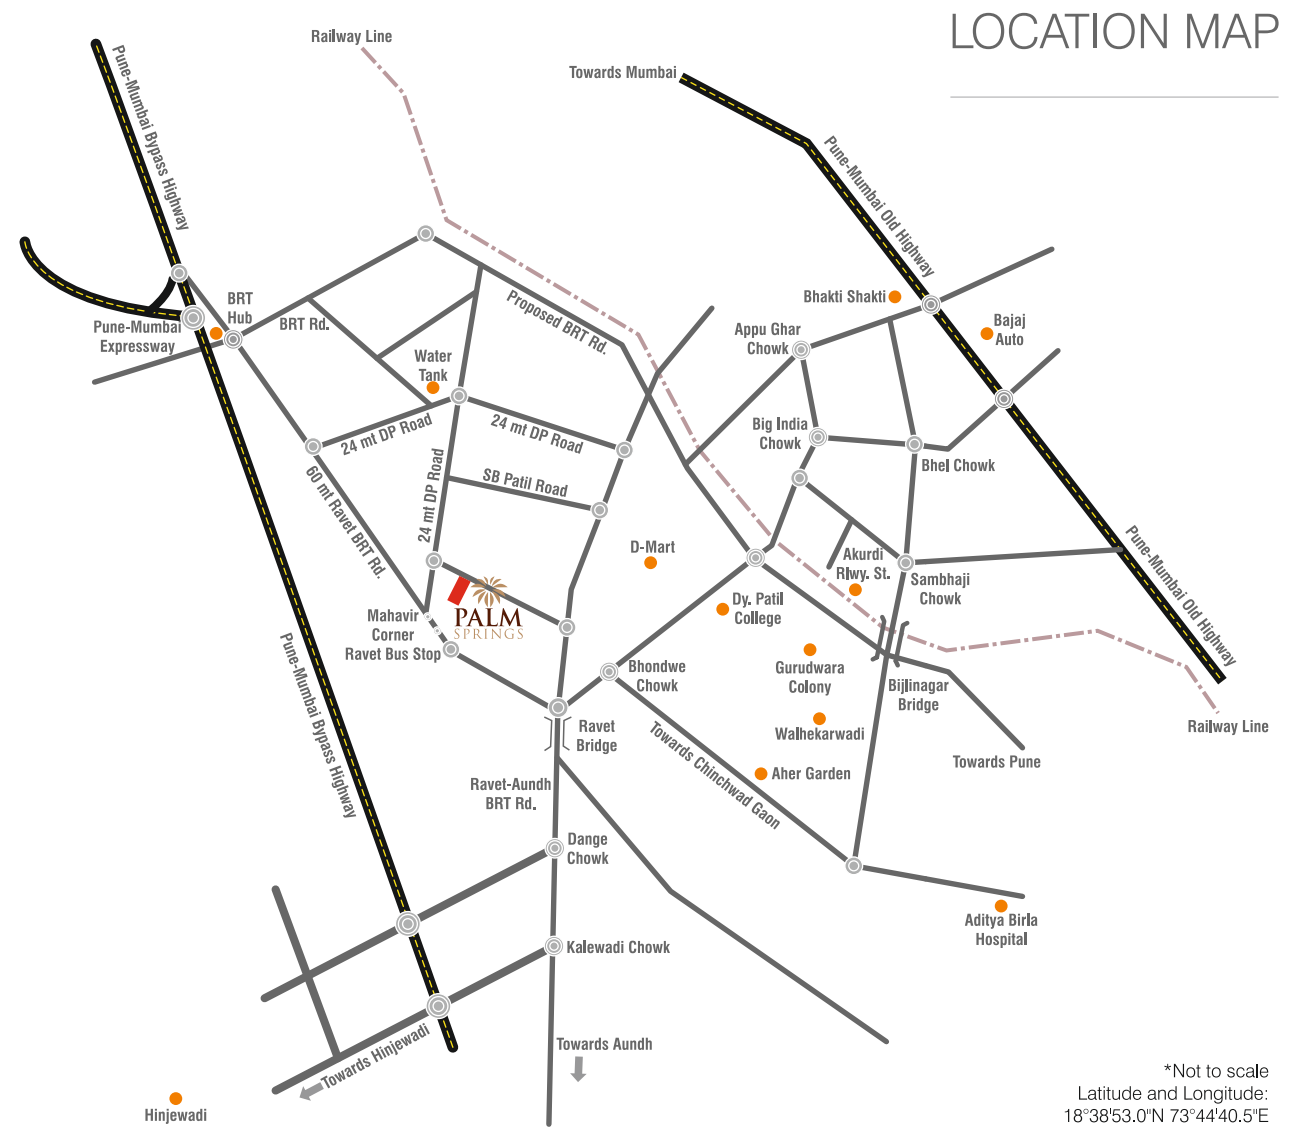 LOCATION MAP
Railway Line
Towards Mumbai
Pune-Mumbai Bypass Highway
Pune-Mumbai Old Highway
BRT
Hub
BRT Rd.
Proposed BRT Rd.
Bhakti Shakti
Bajaj
Auto
Pune-Mumbai
Expressway
Appu Ghar
Chowk
Water
Tank
24 mt DP Road
24 mt DP Road
Big India
Chowk
Bhel Chowk
60 mt Ravet BRT Rd.
24 mt DP Road
SB Patil Road
D-Mart
Akurdi
Rlwy. St.
Sambhaji
Chowk
Pune-Mumbai Old Highway
PALM
SPRINGS
Mahavir
Corner
Ravet Bus Stop
Dy. Patil
College
Gurudwara
Colony
Bhondwe
Chowk
Bijlinagar
Bridge
Railway Line
Pune-Mumbai Bypass Highway
Ravet
Bridge
Walhekarwadi
Towards Chinchwad Gaon
Aher Garden
Towards Pune
Ravet-Aundh
BRT Rd.
Dange
Chowk
Aditya Birla
Hospital
Kalewadi Chowk
Towards Hinjewadi
Towards Aundh
Hinjewadi
*Not to scale
Latitude and Longitude:
18°38'53.0"N 73°44'40.5"E